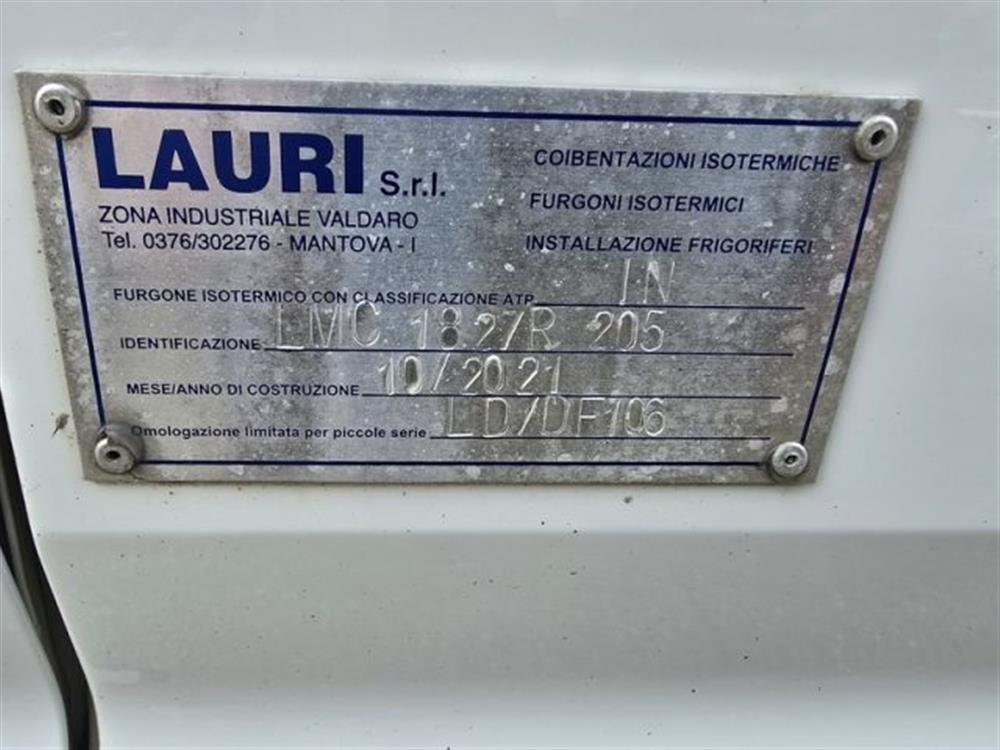 LAURI S.r.l.
ZONA INDUSTRIALE VALDARO
Tel. 0376/302276 - MANTOVA - I
COIBENTAZIONI ISOTERMICHE
FURGONI ISOTERMICI
INSTALLAZIONE FRIGORIFERI
FURGONE ISOTERMICO CON CLASSIFICAZIONE ATP IN
IDENTIFICAZIONE LMC 1827R 205
MESE/ANNO DI COSTRUZIONE 10/2021
Omologazione limitata per piccole serie LD/DF106